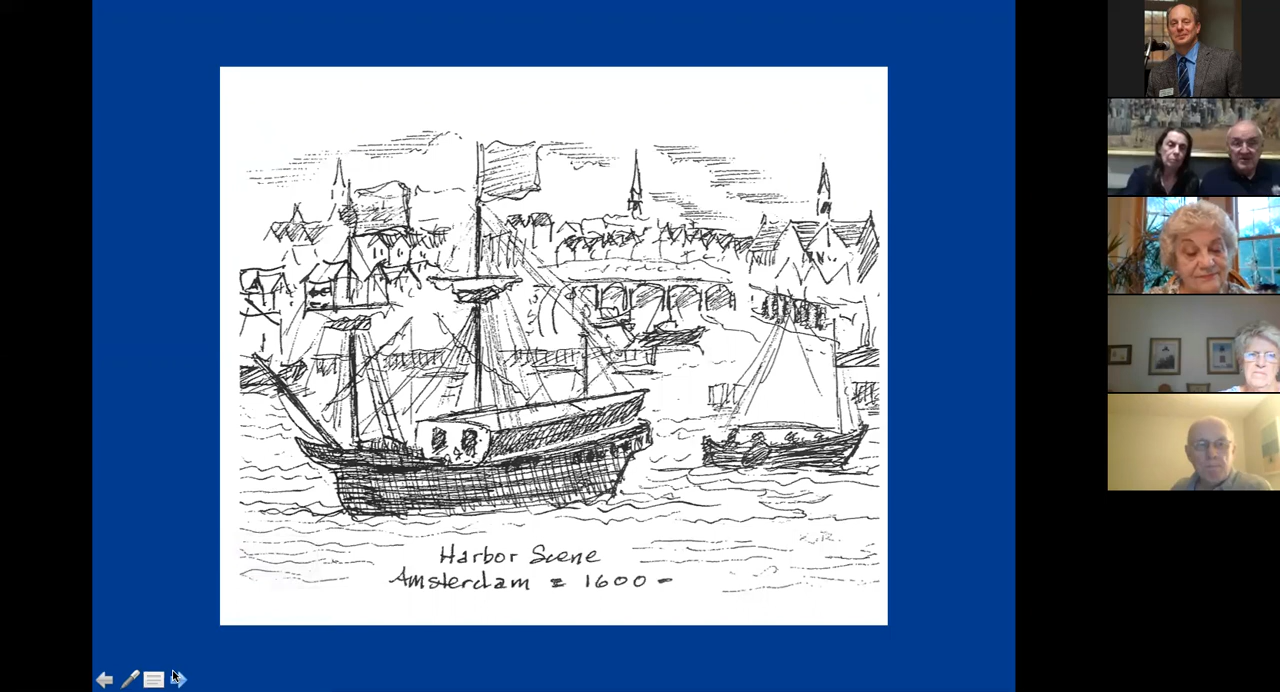 Harbor Scene
Amsterdam = 1600 -